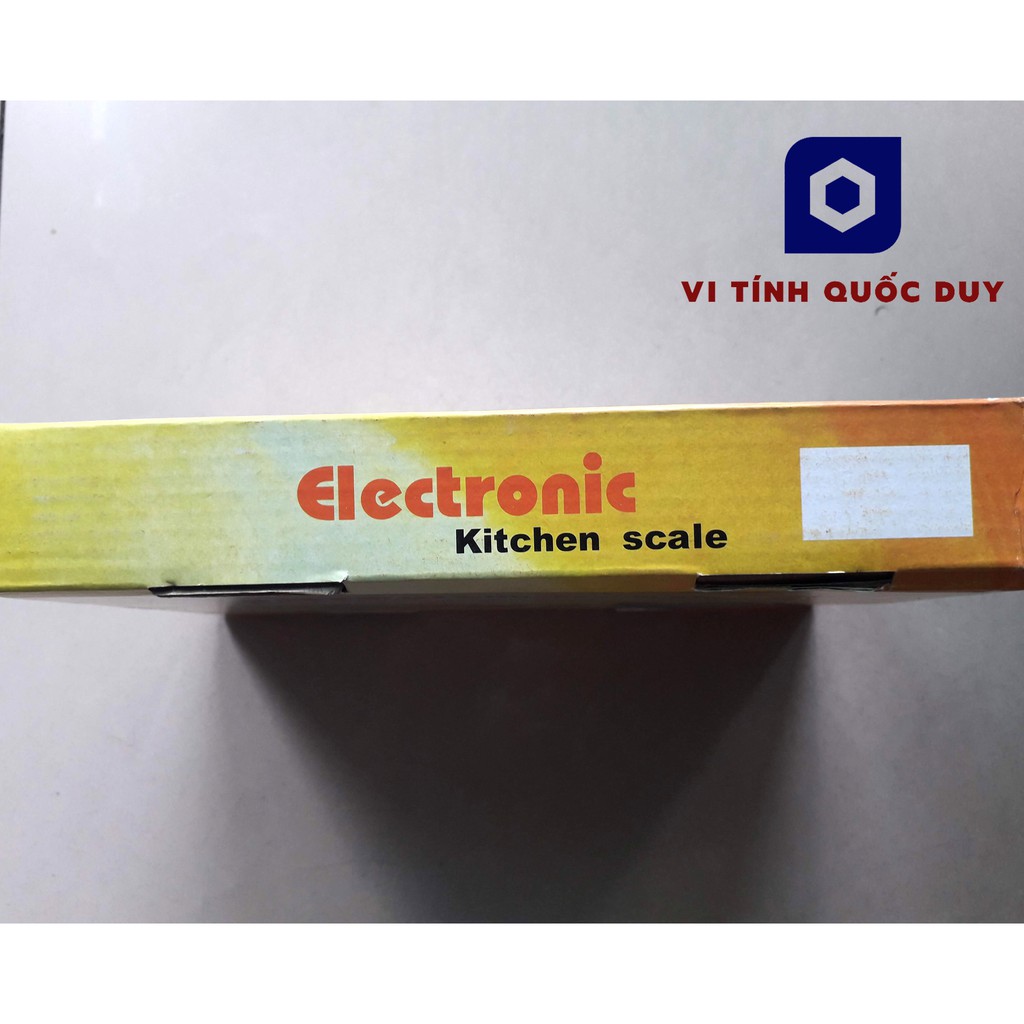 VI TÍNH QUỐC DUY
Electronic
Kitchen scale